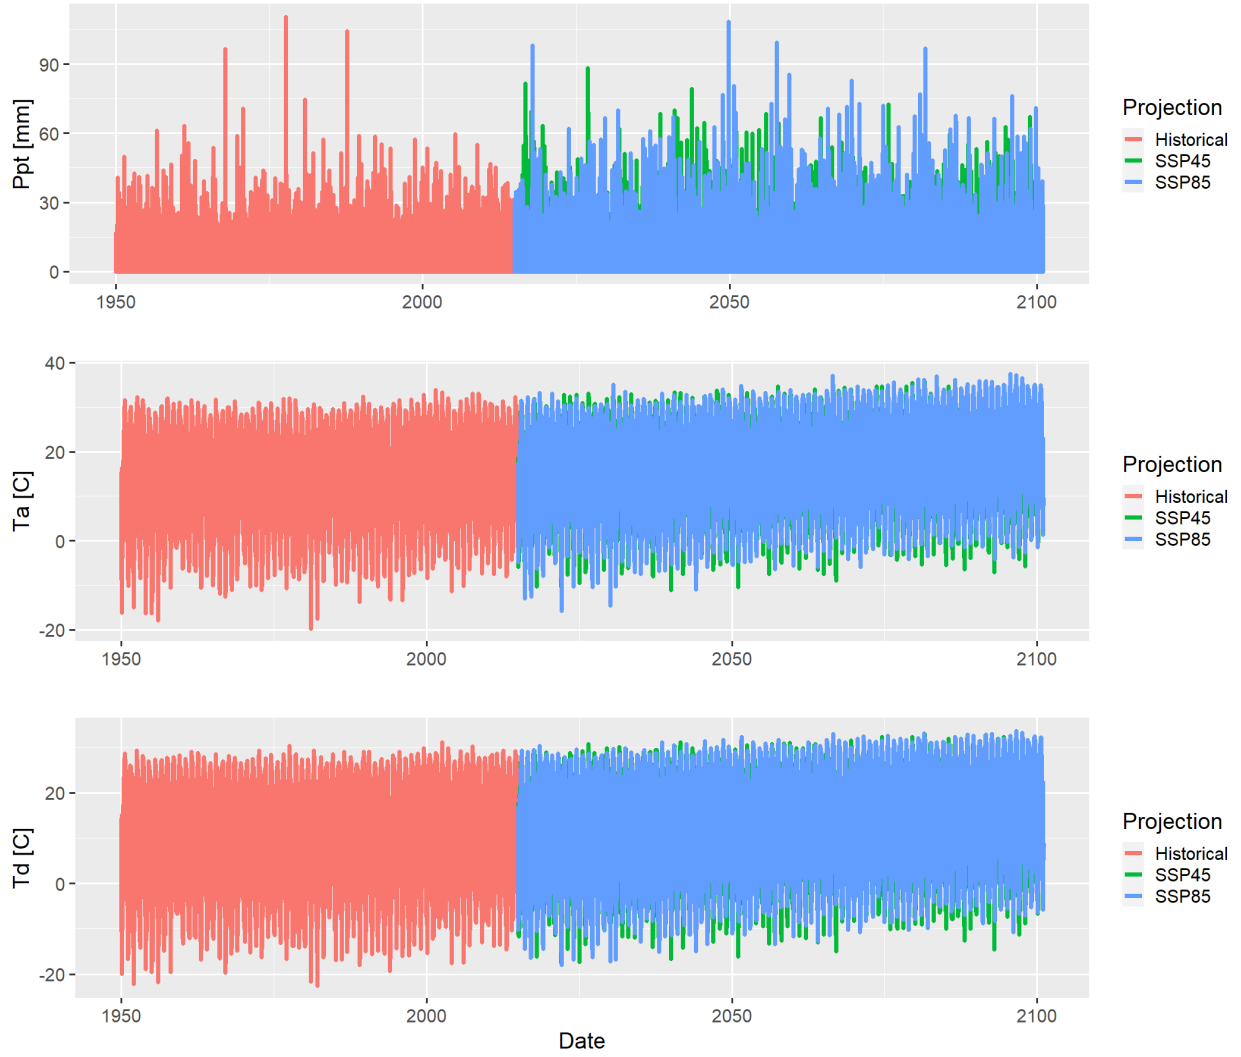 Ppt [mm]
90
60
30
0
1950
2000
2050
2100
Projection
Historical
SSP45
SSP85
Ta [C]
40
20
0
-20
1950
2000
2050
2100
Projection
Historical
SSP45
SSP85
Td [C]
20
0
-20
1950
2000
2050
2100
Date
Projection
Historical
SSP45
SSP85